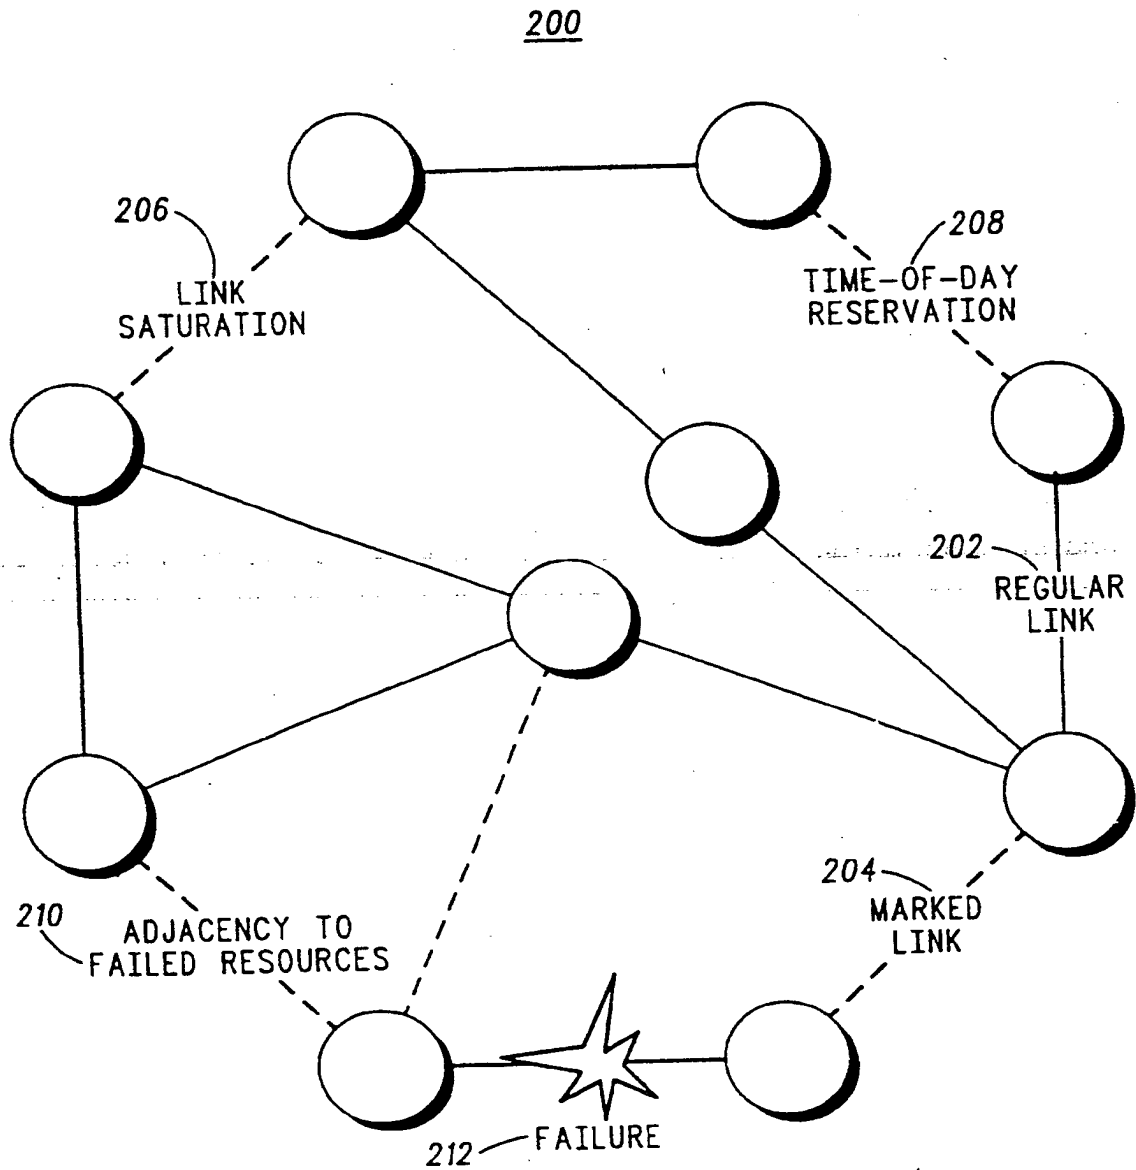 200
206
LINK
SATURATION
208
TIME-OF-DAY
RESERVATION
202
REGULAR
LINK
204
MARKED
LINK
210
ADJACENCY TO
FAILED RESOURCES
212
FAILURE